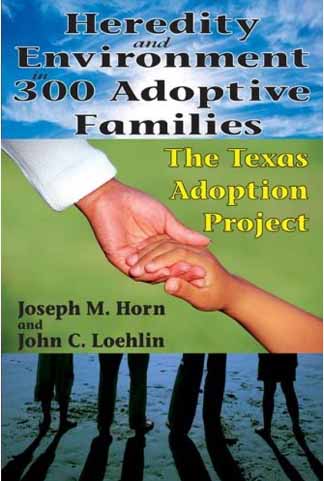 Heredity
and
Environment
in
300 Adoptive
Families
The Texas
Adoption
Project
Joseph M. Horn
and
John C. Loehlin